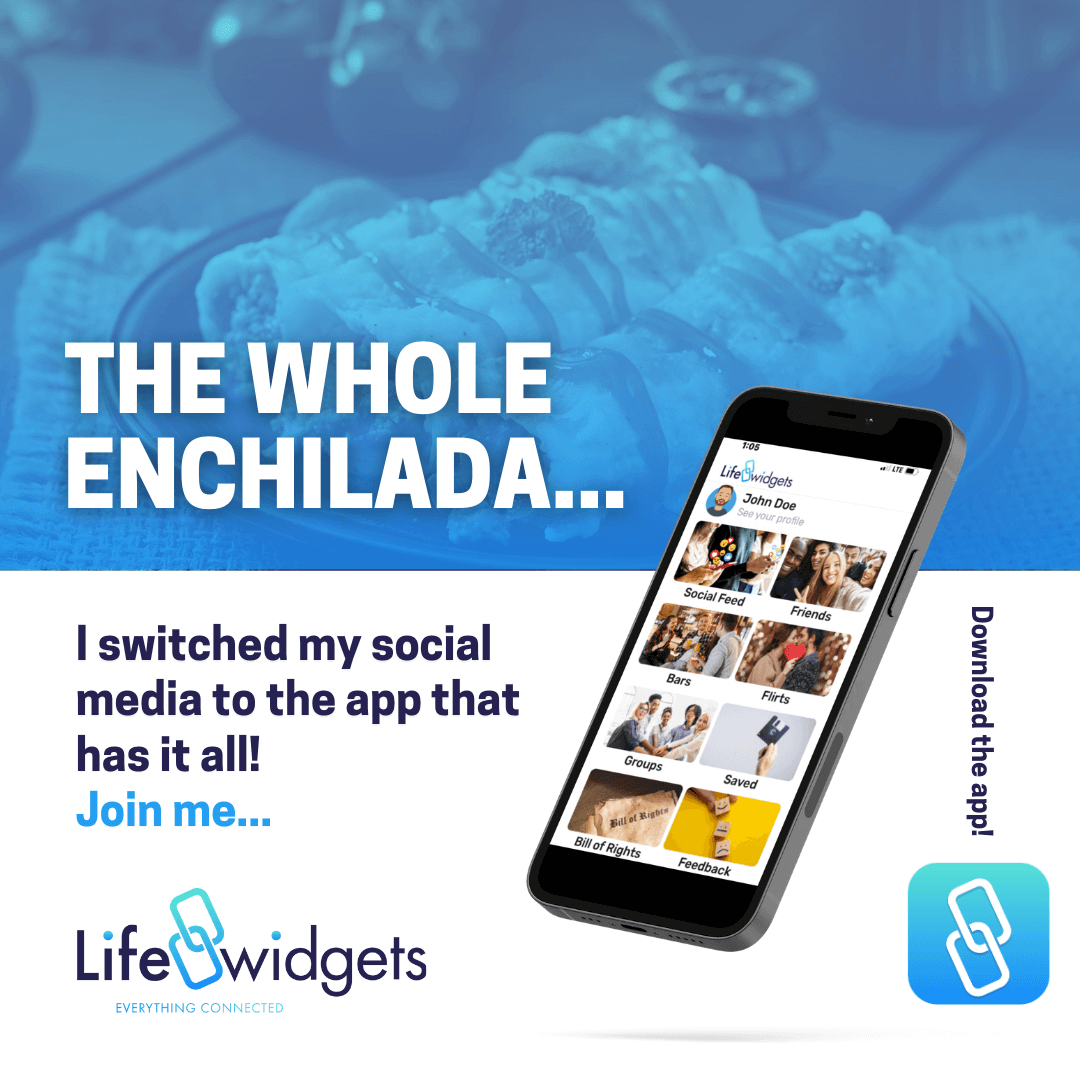 THE WHOLE
ENCHILADA...
1:05
LTE
Lifewidgets
John Doe
See your profile
Social Feed
Friends
Bars
Flirts
Groups
Saved
Bill of Rights
Bill of Rights
Feedback
I switched my social
media to the app that
has it all!
Join me...
Download the app!
Lifewidgets
EVERYTHING CONNECTED